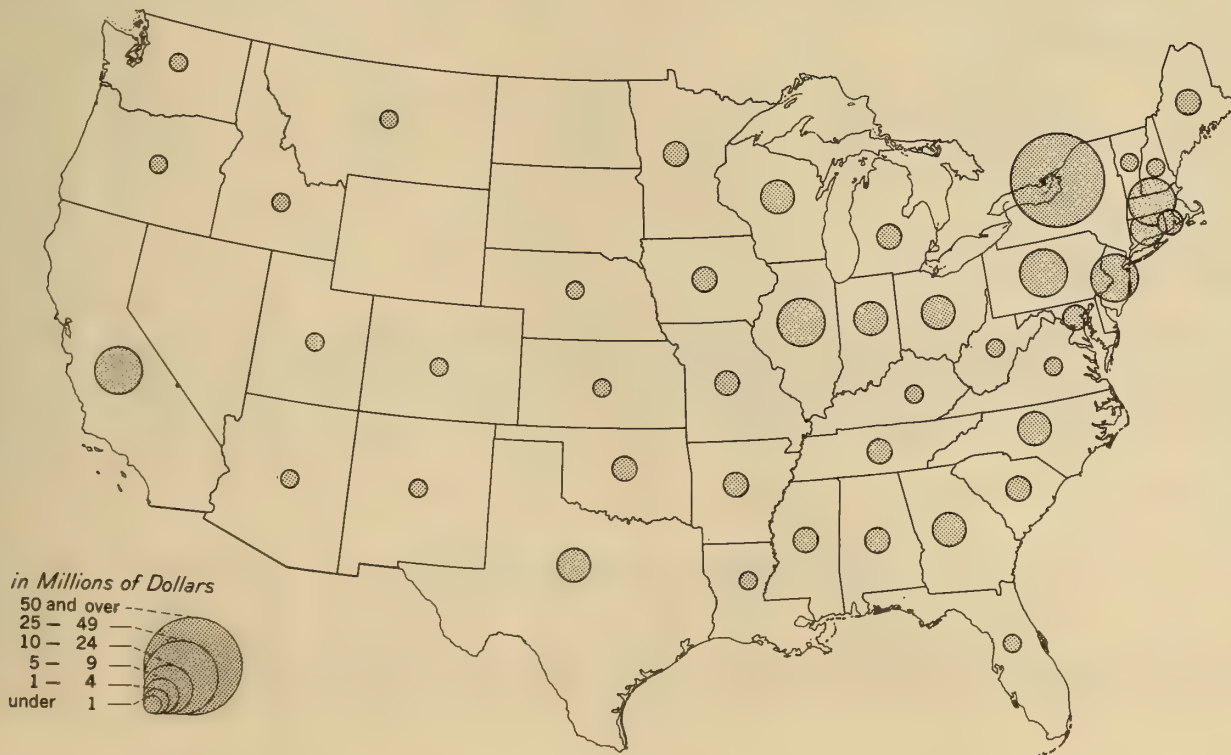 in Millions of Dollars
50 and over
25 – 49
10 – 24
5 – 9
1 – 4
under 1